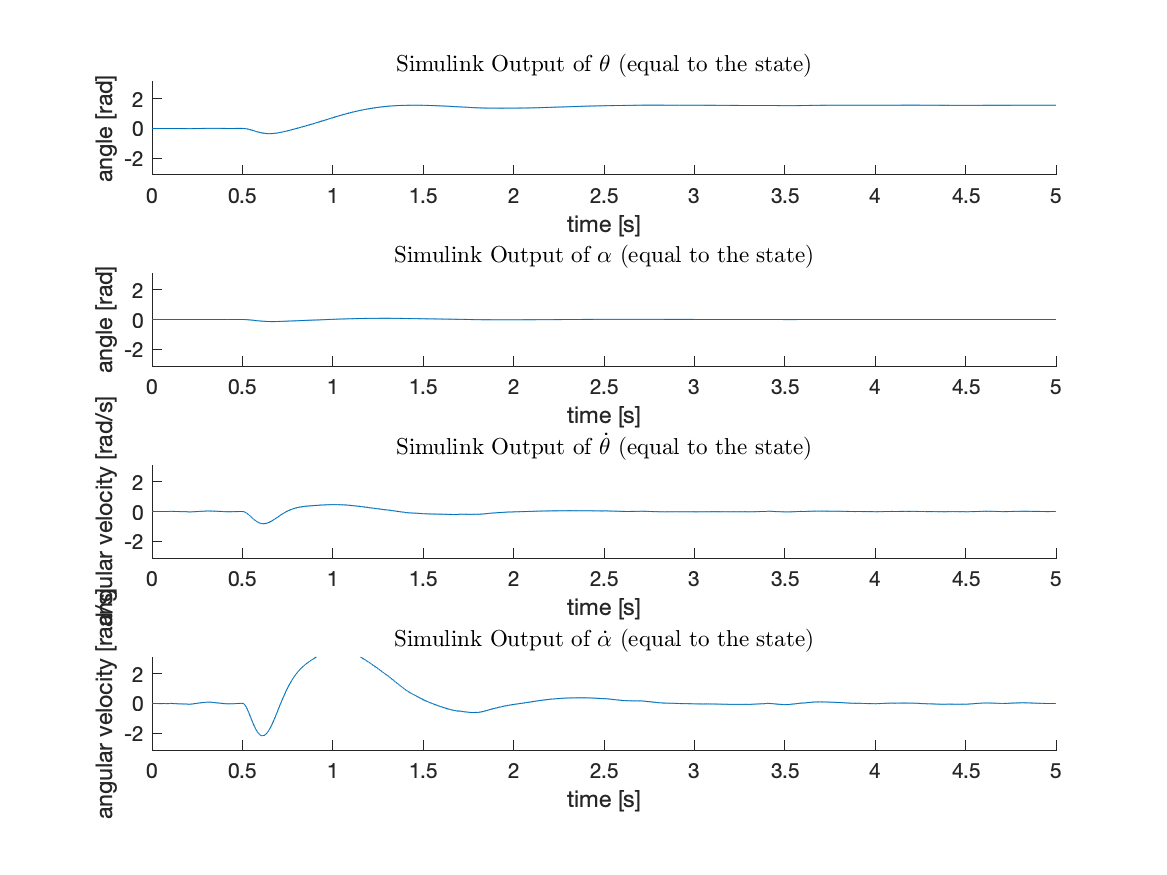 Simulink Output of θ (equal to the state)
angle [rad]
2
0
-2
0 0.5 1 1.5 2 2.5 3 3.5 4 4.5 5
time [s]
Simulink Output of α (equal to the state)
angle [rad]
2
0
-2
0 0.5 1 1.5 2 2.5 3 3.5 4 4.5 5
time [s]
Simulink Output of θ̇ (equal to the state)
angular velocity [rad/s]
2
0
-2
0 0.5 1 1.5 2 2.5 3 3.5 4 4.5 5
time [s]
Simulink Output of α̇ (equal to the state)
angular velocity [rad/s]
2
0
-2
0 0.5 1 1.5 2 2.5 3 3.5 4 4.5 5
time [s]